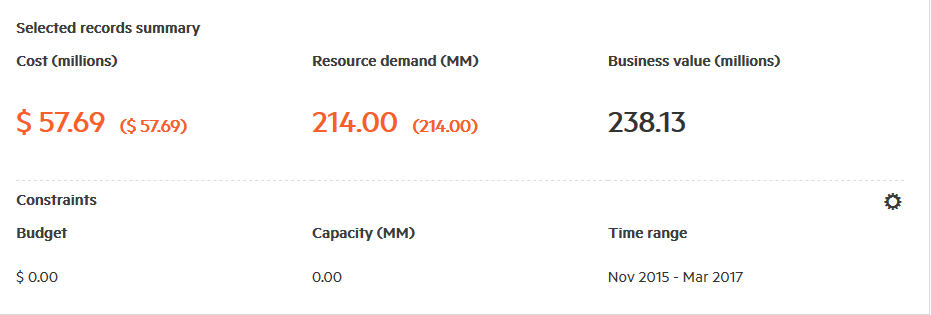 Selected records summary
Cost (millions) Resource demand (MM) Business value (millions)
$ 57.69 ($ 57.69) 214.00 (214.00) 238.13
Constraints
Budget Capacity (MM) Time range
$ 0.00 0.00 Nov 2015 - Mar 2017